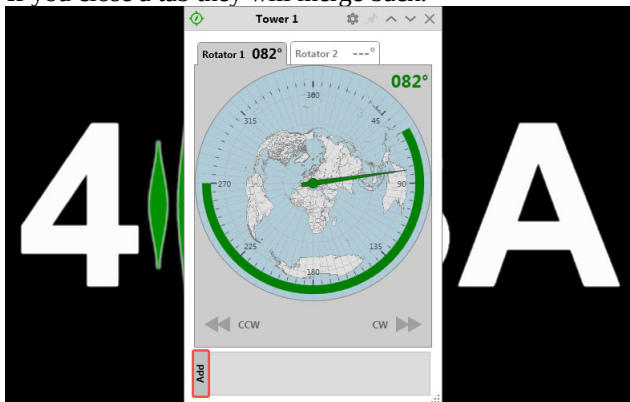 If you close a tab they will merge back.
Tower 1
Rotator 1 082°
Rotator 2 ---°
082°
360
315
45
270
90
225
135
180
CCW
CW
Add
4
A